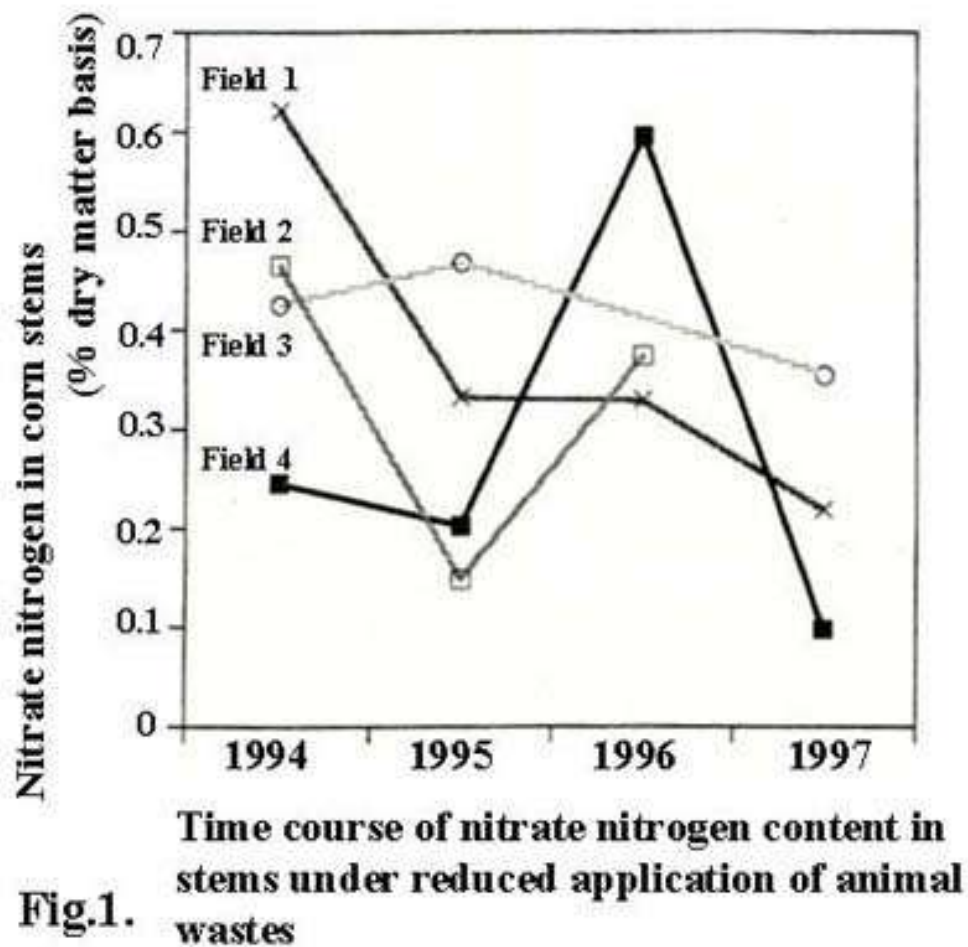 Nitrate nitrogen in corn stems
(% dry matter basis)
0.7
0.6
0.5
0.4
0.3
0.2
0.1
0
Field 1
Field 2
Field 3
Field 4
1994
1995
1996
1997
Time course of nitrate nitrogen content in
stems under reduced application of animal
wastes
Fig.1.